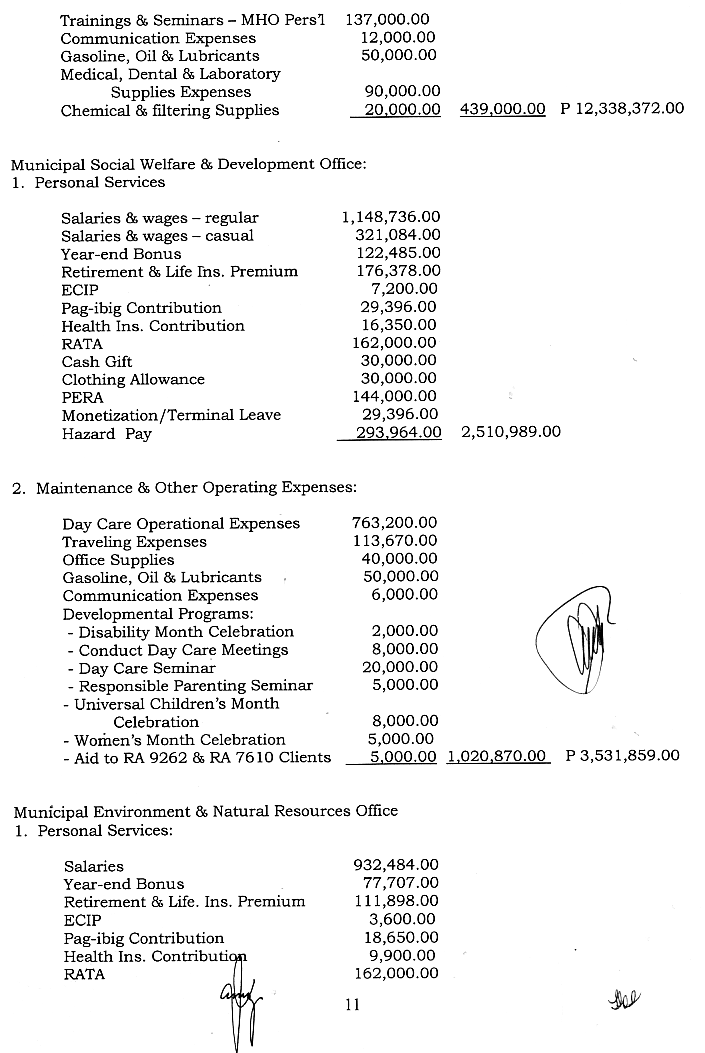 Trainings & Seminars – MHO Pers'l 137,000.00
Communication Expenses 12,000.00
Gasoline, Oil & Lubricants 50,000.00
Medical, Dental & Laboratory
Supplies Expenses 90,000.00
Chemical & filtering Supplies 20,000.00 439,000.00 P 12,338,372.00
Municipal Social Welfare & Development Office:
1. Personal Services
Salaries & wages – regular 1,148,736.00
Salaries & wages – casual 321,084.00
Year-end Bonus 122,485.00
Retirement & Life Ins. Premium 176,378.00
ECIP 7,200.00
Pag-ibig Contribution 29,396.00
Health Ins. Contribution 16,350.00
RATA 162,000.00
Cash Gift 30,000.00
Clothing Allowance 30,000.00
PERA 144,000.00
Monetization/Terminal Leave 29,396.00
Hazard Pay 293,964.00 2,510,989.00
2. Maintenance & Other Operating Expenses:
Day Care Operational Expenses 763,200.00
Traveling Expenses 113,670.00
Office Supplies 40,000.00
Gasoline, Oil & Lubricants 50,000.00
Communication Expenses 6,000.00
Developmental Programs:
- Disability Month Celebration 2,000.00
- Conduct Day Care Meetings 8,000.00
- Day Care Seminar 20,000.00
- Responsible Parenting Seminar 5,000.00
- Universal Children's Month
Celebration 8,000.00
- Women's Month Celebration 5,000.00
- Aid to RA 9262 & RA 7610 Clients 5,000.00 1,020,870.00 P 3,531,859.00
Municipal Environment & Natural Resources Office
1. Personal Services:
Salaries 932,484.00
Year-end Bonus 77,707.00
Retirement & Life. Ins. Premium 111,898.00
ECIP 3,600.00
Pag-ibig Contribution 18,650.00
Health Ins. Contribution 9,900.00
RATA 162,000.00
11